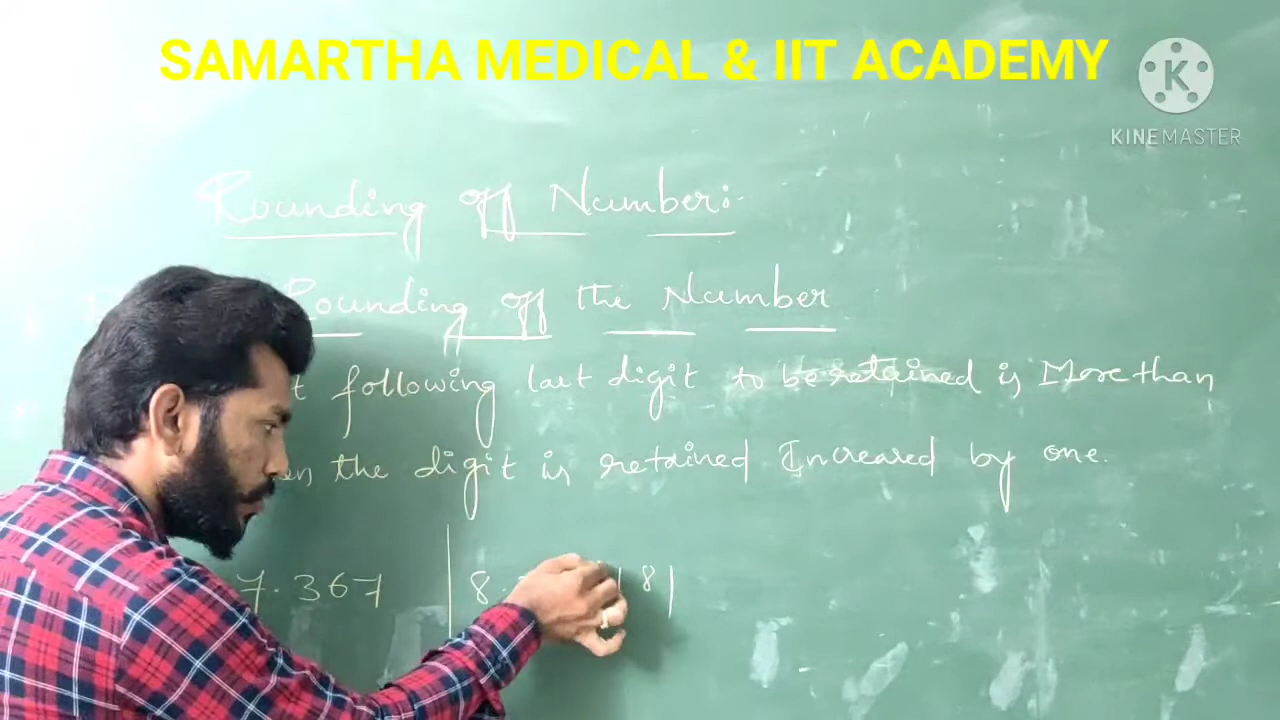 SAMARTHA MEDICAL & IIT ACADEMY
K
KINEMASTER
Rounding off Number:-
Rounding off the Number
following last digit to be retained is More than
the digit is retained Increased by one.
7.367 | 8. 8 |